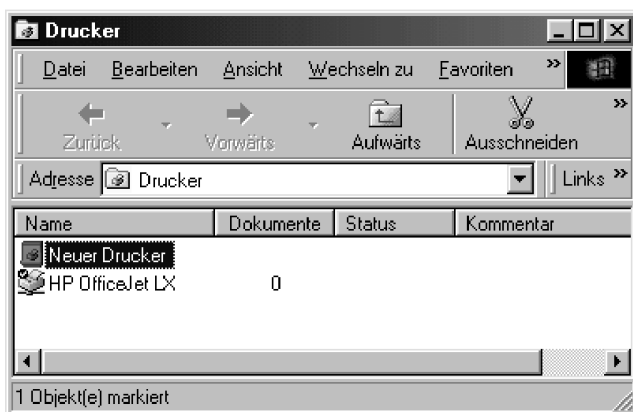 Drucker
Datei Bearbeiten Ansicht Wechseln zu Favoriten »
Zurück Vorwärts Aufwärts Ausschneiden »
Adresse Drucker Links »
Name Dokumente Status Kommentar
Neuer Drucker
HP OfficeJet LX 0
1 Objekt(e) markiert